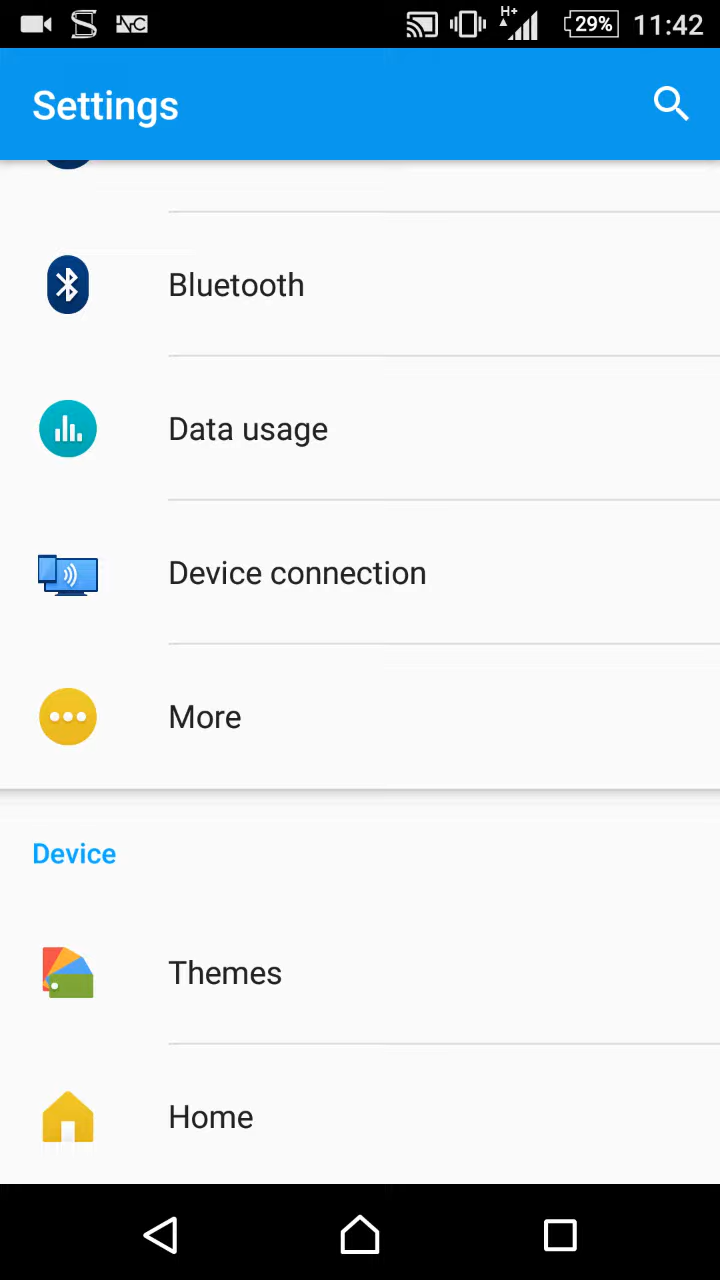 H+ 29% 11:42
Settings
Bluetooth
Data usage
Device connection
More
Device
Themes
Home